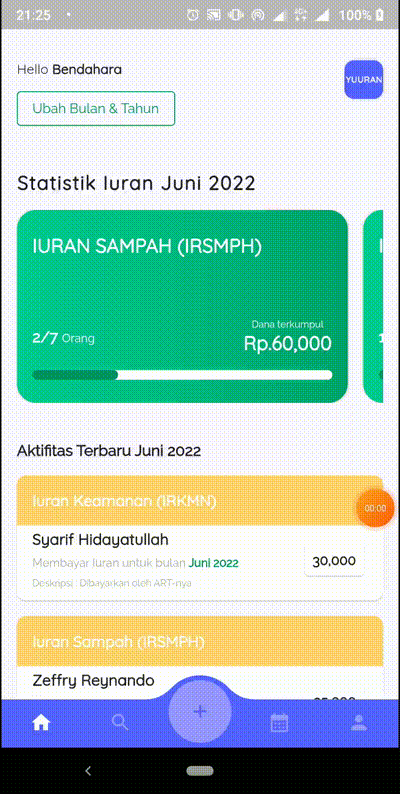 21.25
100%
Hello Bendahara
YUURAN
Ubah Bulan & Tahun
Statistik Iuran Juni 2022
IURAN SAMPAH (IRSMPH)
Dana terkumpul
2/7 Orang
Rp.60,000
Aktifitas Terbaru Juni 2022
Iuran Keamanan (IRKMN)
00:00
Syarif Hidayatullah
Membayar Iuran untuk bulan Juni 2022
30,000
Deskripsi : Dibayarkan oleh ART-nya
Iuran Sampah (IRSMPH)
Zeffry Reynando